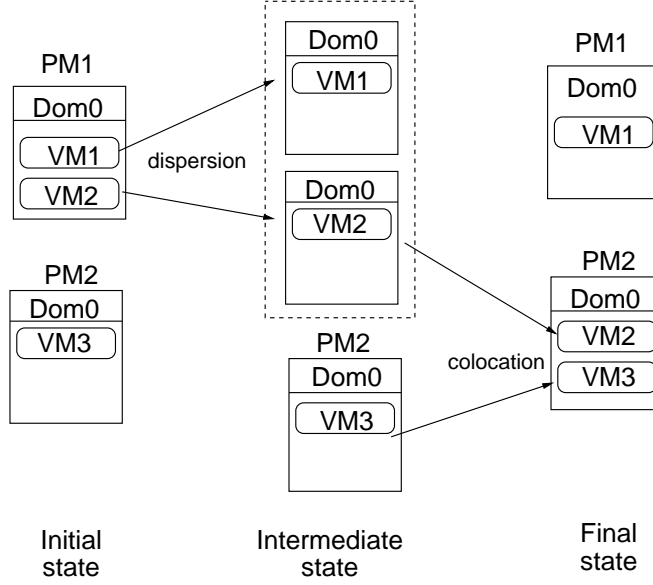 PM1
Dom0
VM1
VM2
PM2
Dom0
VM3
Initial
state
dispersion
Dom0
VM1
Dom0
VM2
PM2
Dom0
VM3
Intermediate
state
colocation
PM1
Dom0
VM1
PM2
Dom0
VM2
VM3
Final
state